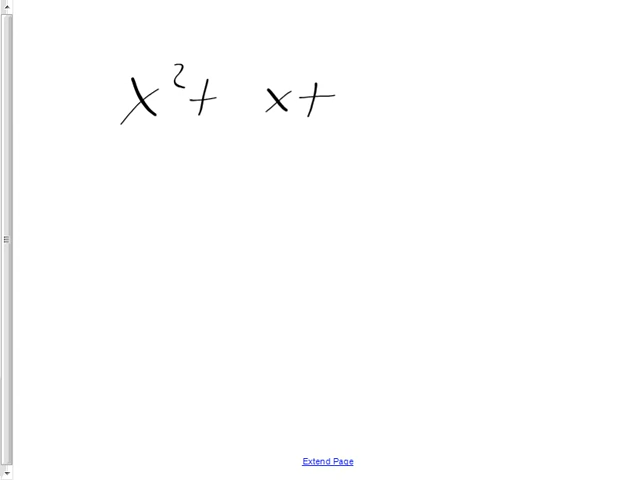 x² + x +
Extend Page